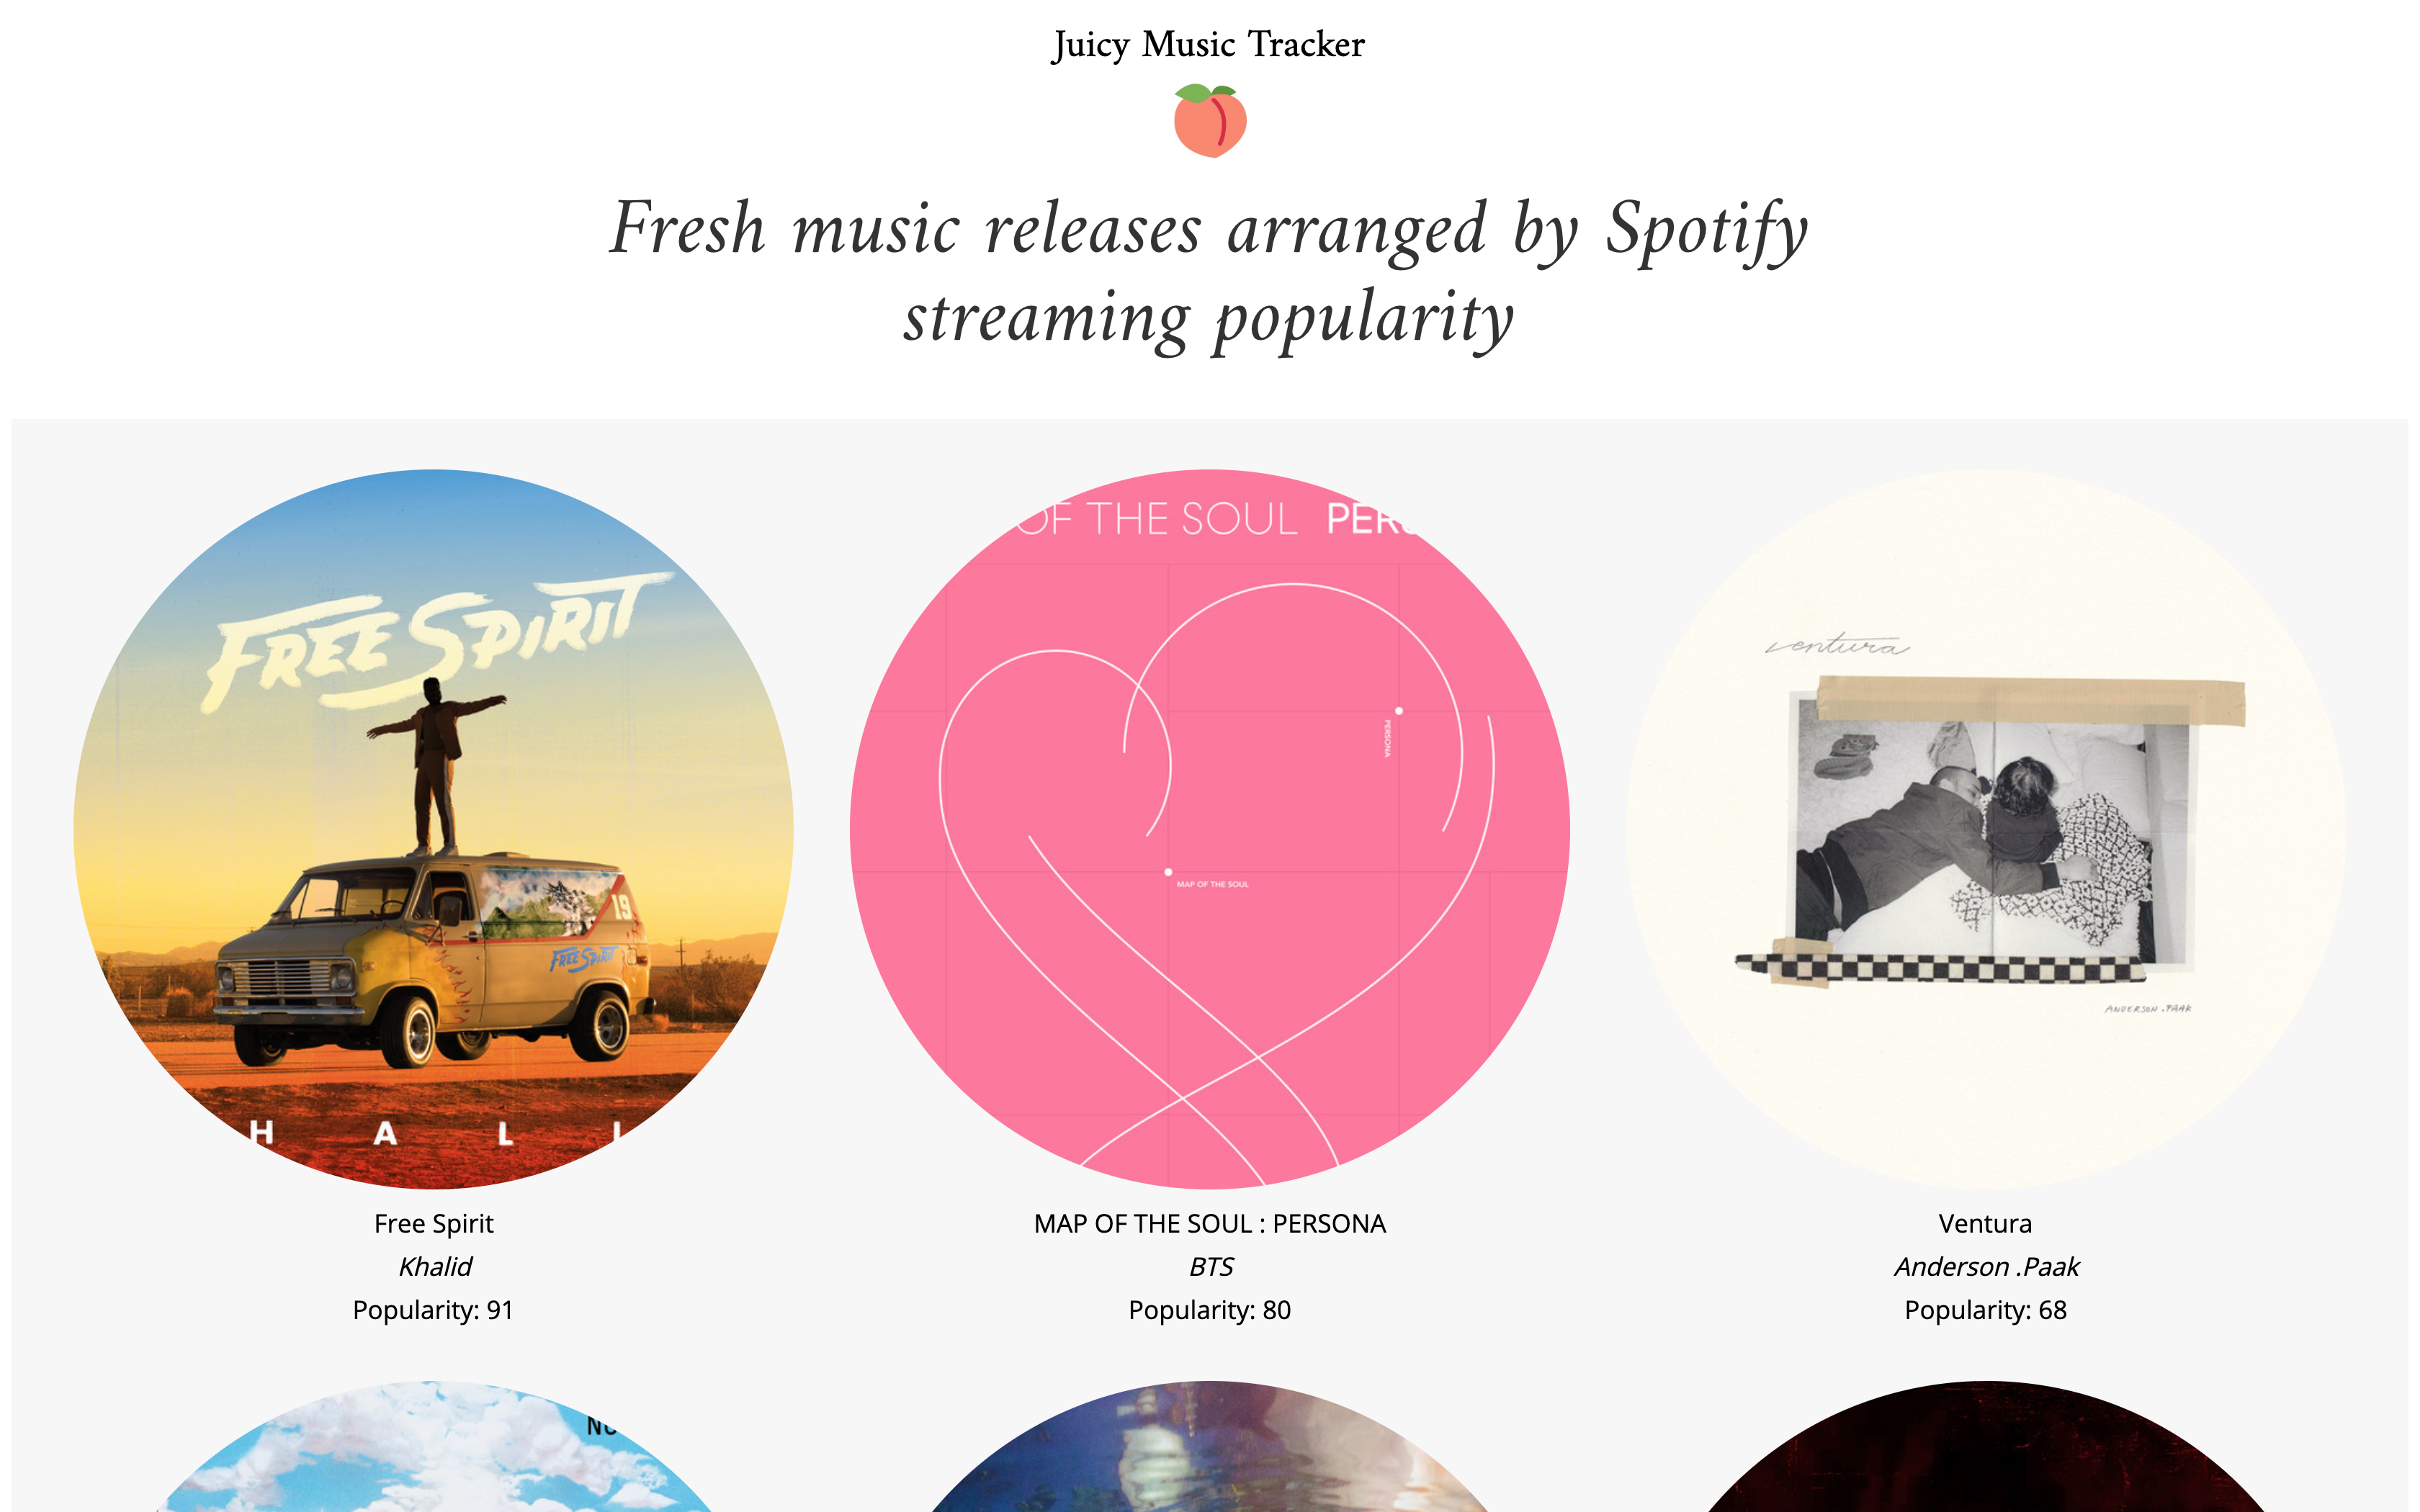 Juicy Music Tracker
Fresh music releases arranged by Spotify
streaming popularity
FREE SPIRIT
19
FREE SPIRIT
H A L
OF THE SOUL PERS
PERSONA
MAP OF THE SOUL
ventura
ANDERSON .PAAK
Free Spirit
Khalid
Popularity: 91
MAP OF THE SOUL : PERSONA
BTS
Popularity: 80
Ventura
Anderson .Paak
Popularity: 68